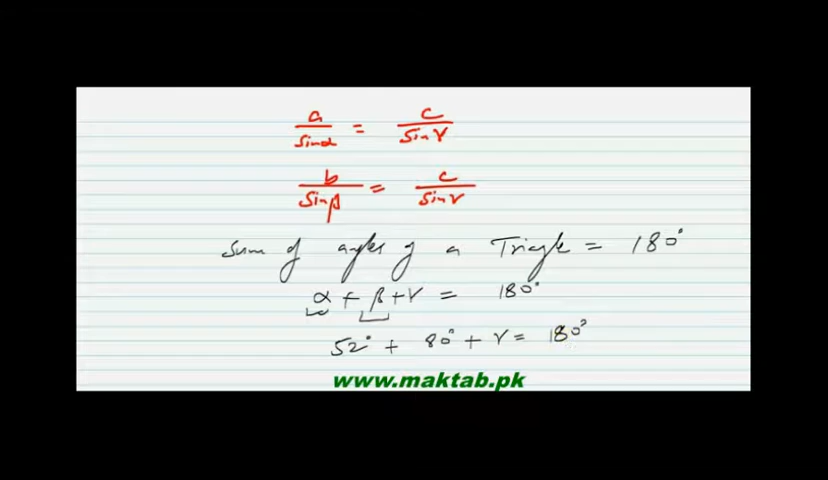 a/sinα = c/sinγ
b/sinβ = c/sinγ
Sum of angles of a Triangle = 180°
α + β + γ = 180°
52° + 80° + γ = 180°
www.maktab.pk